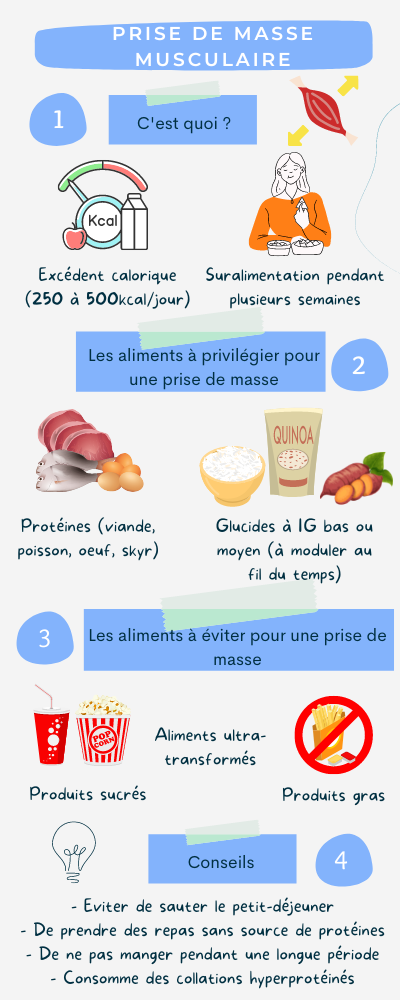 PRISE DE MASSE
MUSCULAIRE
1
C'est quoi ?
Kcal
Excédent calorique
(250 à 500kcal/jour)
Suralimentation pendant
plusieurs semaines
Les aliments à privilégier pour
une prise de masse
2
QUINOA
Protéines (viande,
poisson, oeuf, skyr)
Glucides à IG bas ou
moyen (à moduler au
fil du temps)
3
Les aliments à éviter pour une prise de
masse
POP
CORN
Aliments ultra-
transformés
Produits sucrés
Produits gras
Conseils
4
- Eviter de sauter le petit-déjeuner
- De prendre des repas sans source de protéines
- De ne pas manger pendant une longue période
- Consomme des collations hyperprotéinés